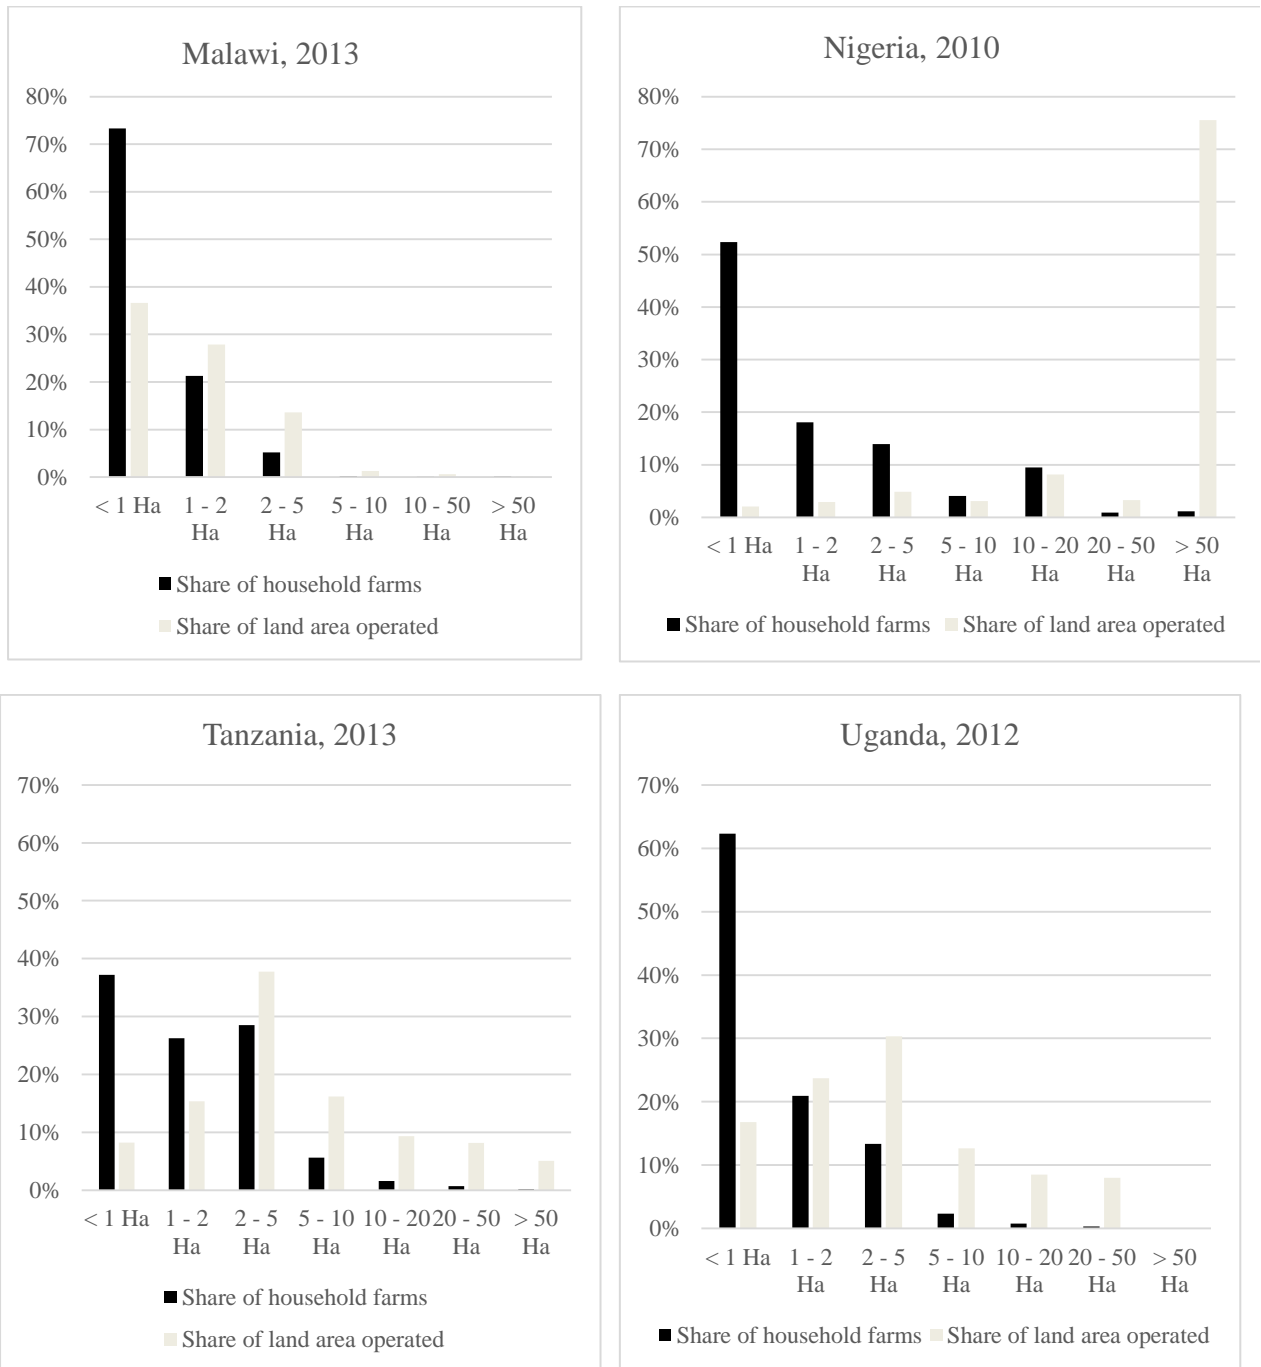 Malawi, 2013
80%
70%
60%
50%
40%
30%
20%
10%
0%
< 1 Ha 1 - 2 2 - 5 5 - 10 10 - 50 > 50
Ha Ha Ha Ha Ha
Share of household farms
Share of land area operated
Nigeria, 2010
80%
70%
60%
50%
40%
30%
20%
10%
0%
< 1 Ha 1 - 2 2 - 5 5 - 10 10 - 20 20 - 50 > 50
Ha Ha Ha Ha Ha Ha
Share of household farms Share of land area operated
Tanzania, 2013
70%
60%
50%
40%
30%
20%
10%
0%
< 1 Ha 1 - 2 2 - 5 5 - 10 10 - 20 20 - 50 > 50
Ha Ha Ha Ha Ha Ha
Share of household farms
Share of land area operated
Uganda, 2012
70%
60%
50%
40%
30%
20%
10%
0%
< 1 Ha 1 - 2 2 - 5 5 - 10 10 - 20 20 - 50 > 50
Ha Ha Ha Ha Ha Ha
Share of household farms Share of land area operated